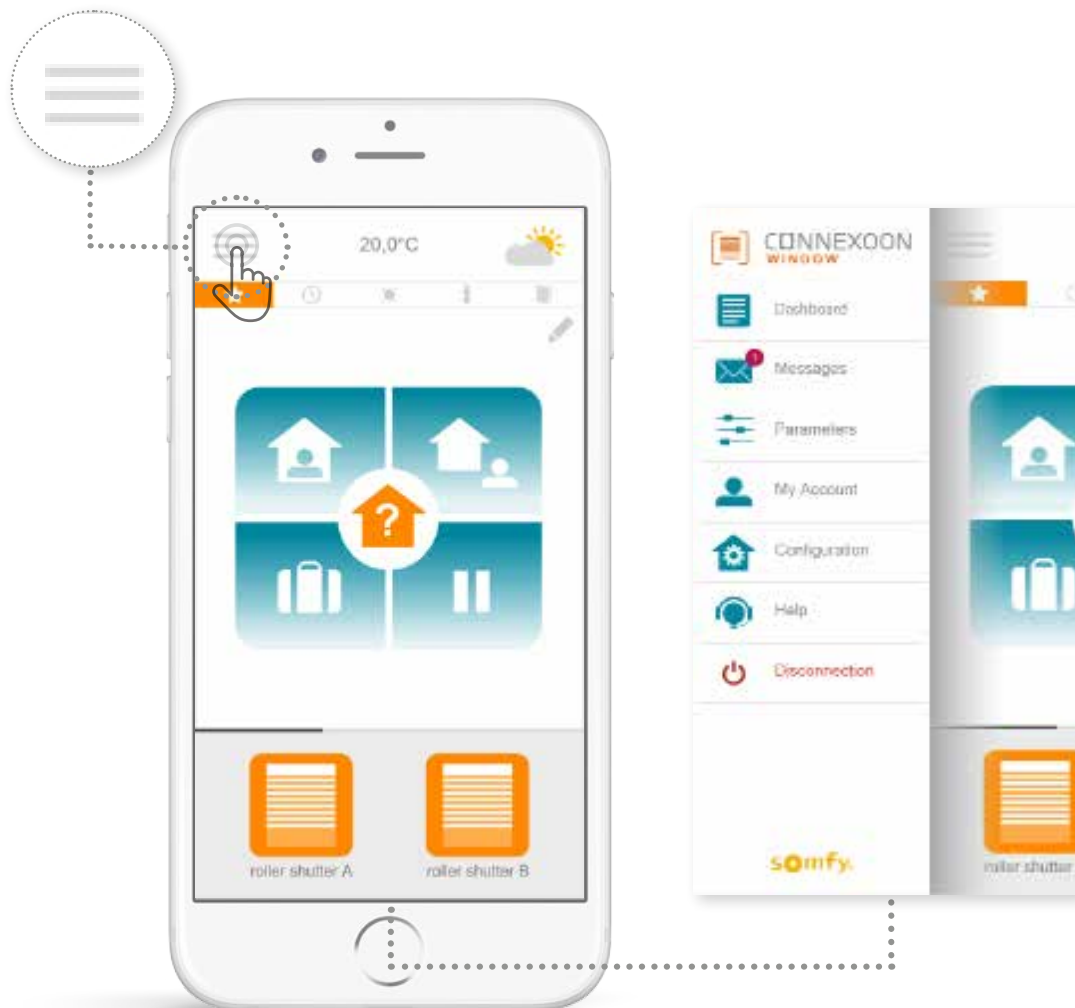 20,0°C
?
roller shutter A
roller shutter B
CONNEXOON
WINDOW
Dashboard
1
Messages
Parameters
My Account
Configuration
Help
Disconnection
somfy.
roller shutter